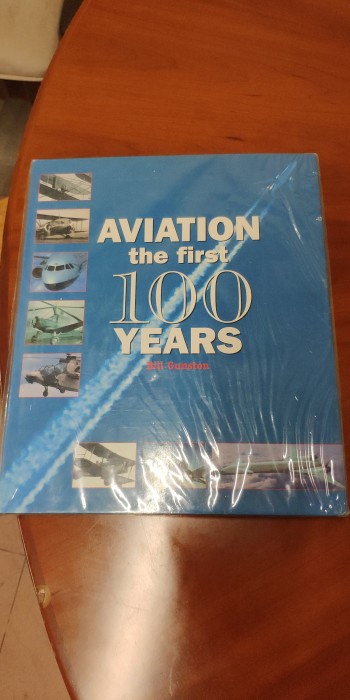 AVIATION
the first
100
YEARS
Bill Gunston